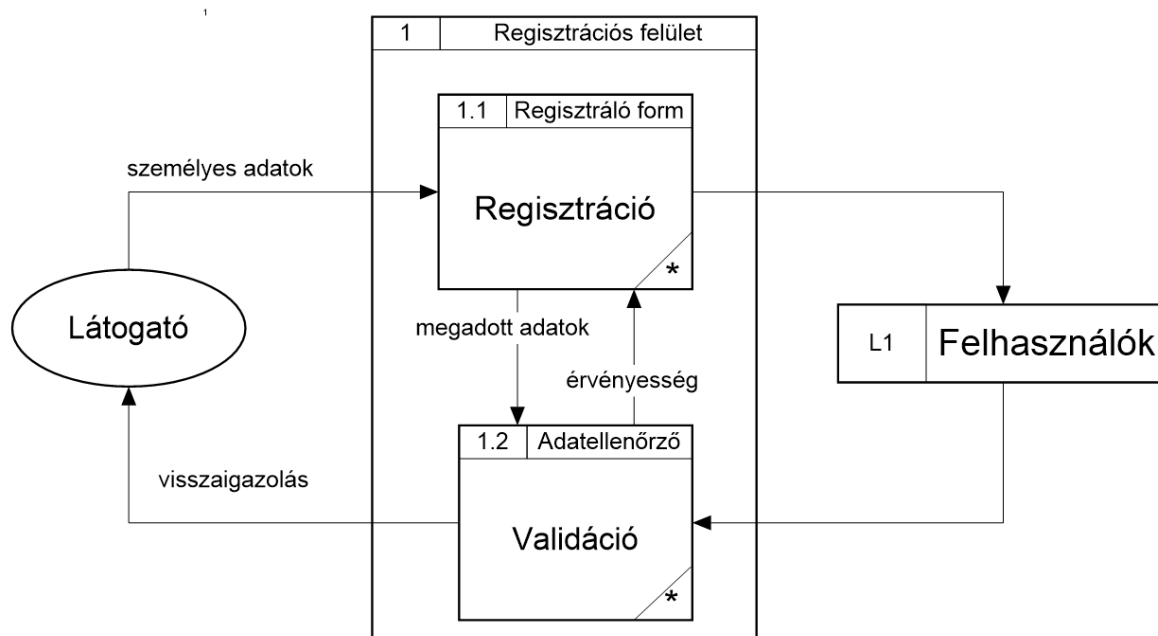 1
1 Regisztrációs felület
1.1 Regisztráló form
személyes adatok
Regisztráció
*
Látogató
megadott adatok
L1 Felhasználók
érvényesség
1.2 Adatellenőrző
visszaigazolás
Validáció
*